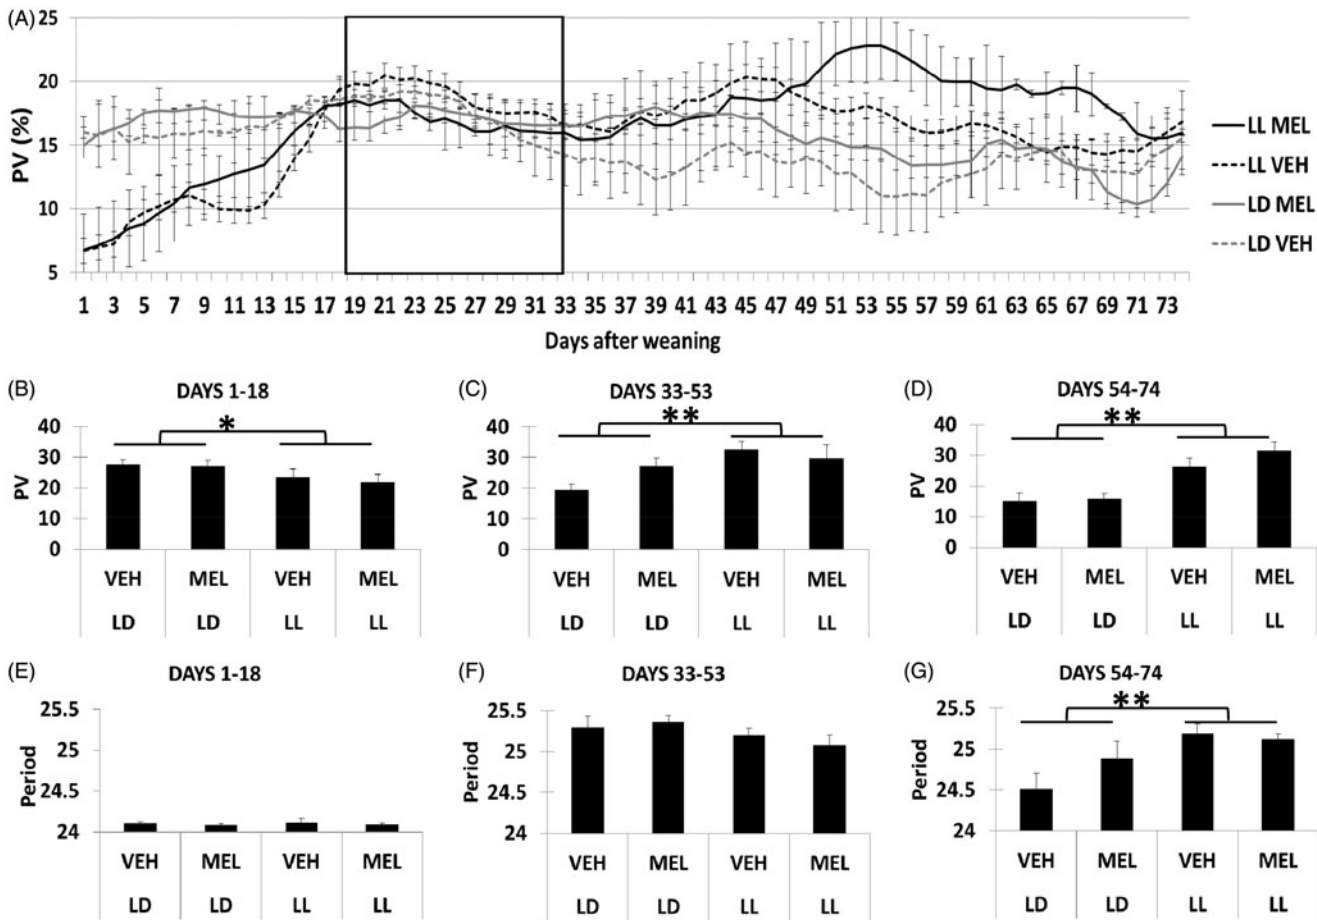 (A)
25
20
15
10
5
PV (%)
1 3 5 7 9 11 13 15 17 19 21 23 25 27 29 31 33 35 37 39 41 43 45 47 49 51 53 55 57 59 61 63 65 67 69 71 73
Days after weaning
LL MEL
LL VEH
LD MEL
LD VEH
(B)
DAYS 1-18
*
40
30
20
10
0
PV
VEH MEL VEH MEL
LD LD LL LL
(C)
DAYS 33-53
**
40
30
20
10
0
PV
VEH MEL VEH MEL
LD LD LL LL
(D)
DAYS 54-74
**
40
30
20
10
0
PV
VEH MEL VEH MEL
LD LD LL LL
(E)
DAYS 1-18
25.5
25
24.5
24
Period
VEH MEL VEH MEL
LD LD LL LL
(F)
DAYS 33-53
25.5
25
24.5
24
Period
VEH MEL VEH MEL
LD LD LL LL
(G)
DAYS 54-74
**
25.5
25
24.5
24
Period
VEH MEL VEH MEL
LD LD LL LL